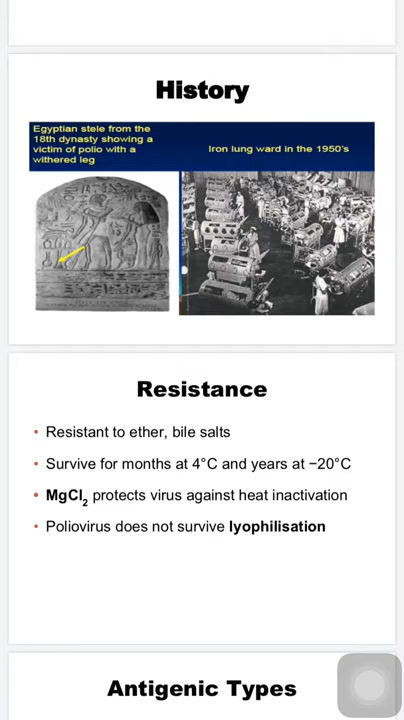 History
Egyptian stele from the
18th dynasty showing a
victim of polio with a
withered leg
Iron lung ward in the 1950's
Resistance
• Resistant to ether, bile salts
• Survive for months at 4°C and years at −20°C
• MgCl2 protects virus against heat inactivation
• Poliovirus does not survive lyophilisation
Antigenic Types